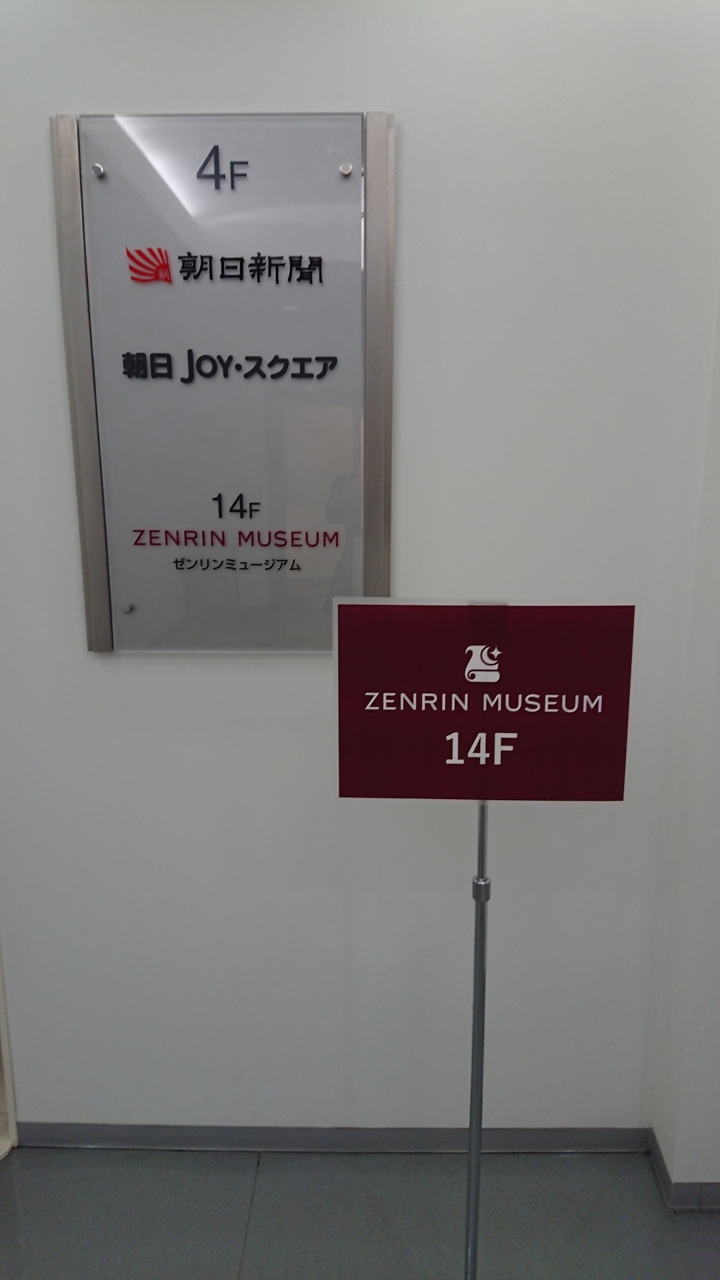 4F
朝日新聞
朝日 JOY・スクエア
14F
ZENRIN MUSEUM
ゼンリンミュージアム
ZENRIN MUSEUM
14F